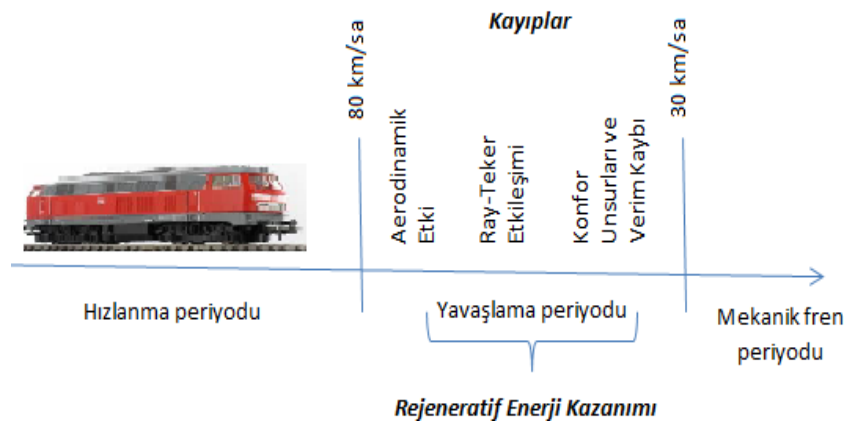 Kayıplar
80 km/sa
Aerodinamik
Etki
Ray-Teker
Etkileşimi
Konfor
Unsurları ve
Verim Kaybı
30 km/sa
Hızlanma periyodu
Yavaşlama periyodu
Mekanik fren
periyodu
Rejeneratif Enerji Kazanımı